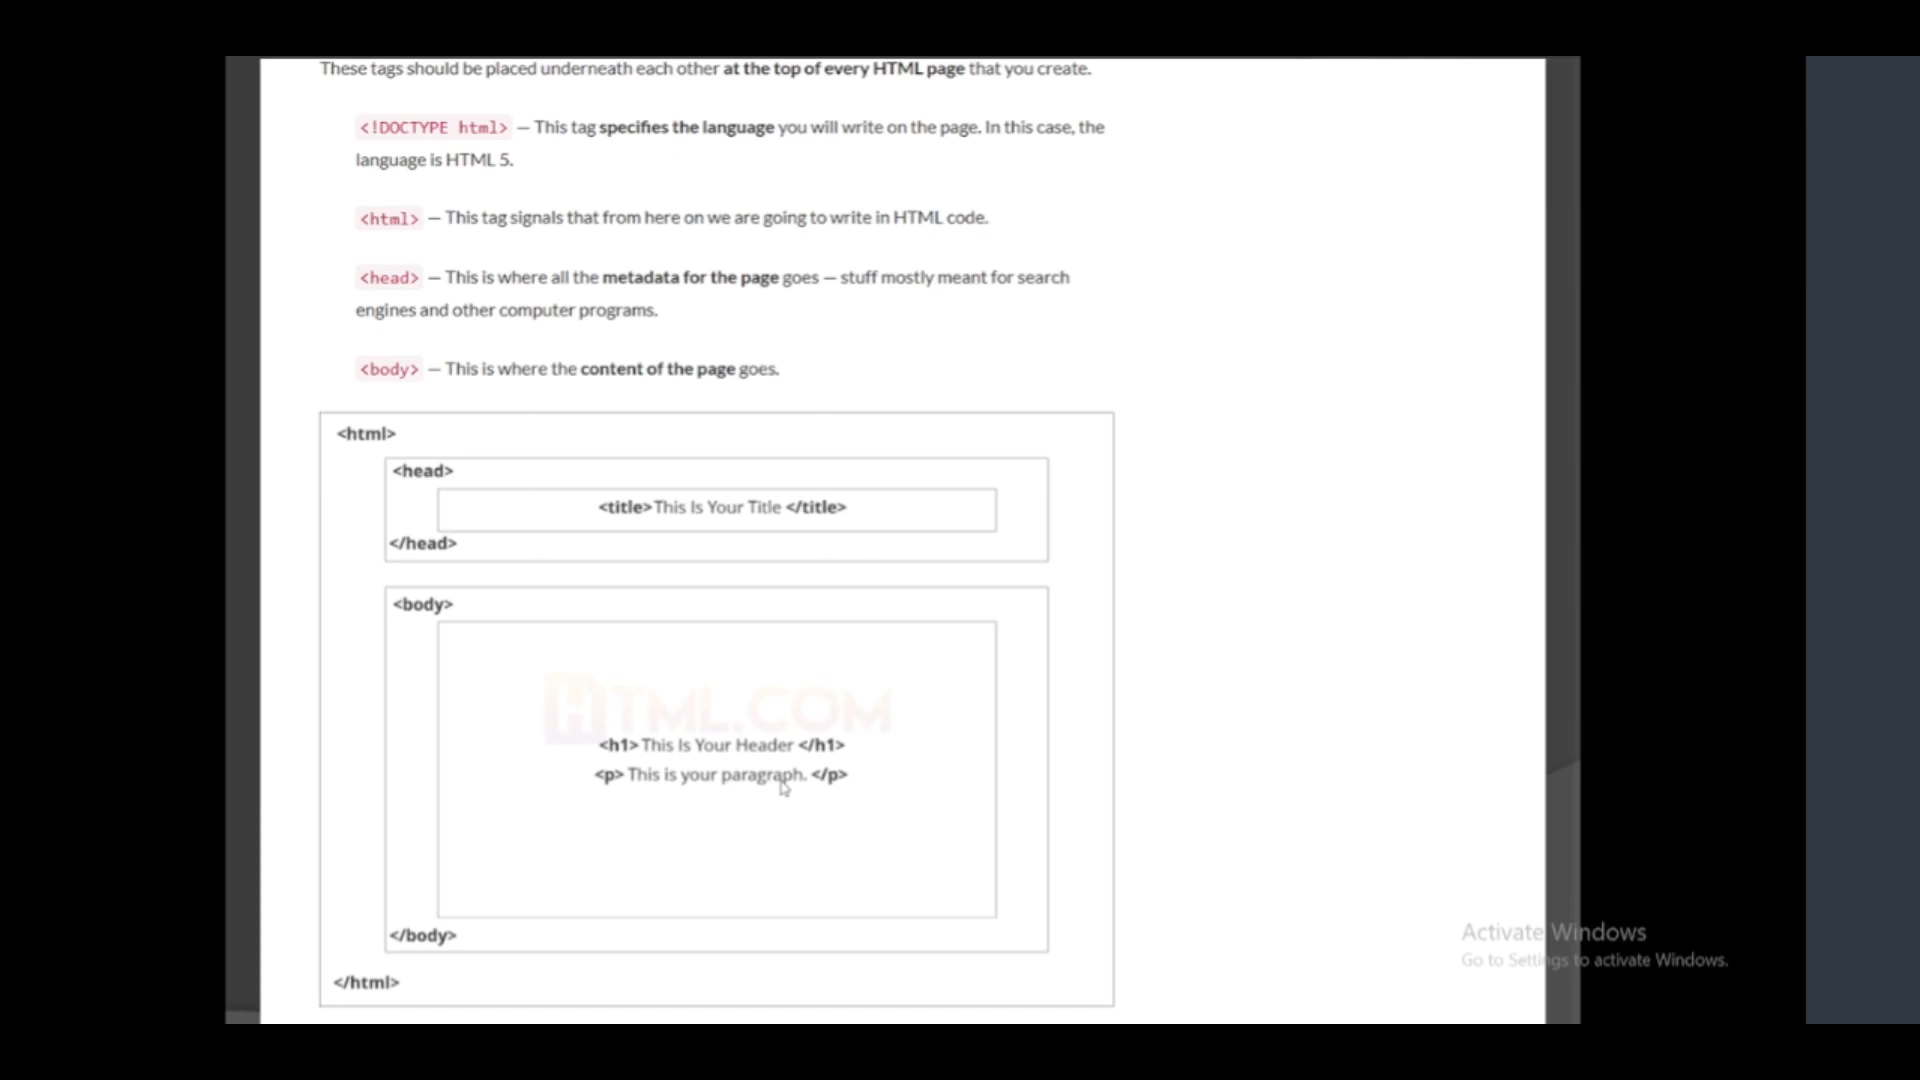 These tags should be placed underneath each other at the top of every HTML page that you create.
<!DOCTYPE html> — This tag specifies the language you will write on the page. In this case, the
language is HTML 5.
<html> — This tag signals that from here on we are going to write in HTML code.
<head> — This is where all the metadata for the page goes — stuff mostly meant for search
engines and other computer programs.
<body> — This is where the content of the page goes.
<html>
<head>
<title>This Is Your Title </title>
</head>
<body>
HTML.COM
<h1> This Is Your Header </h1>
<p> This is your paragraph. </p>
</body>
</html>
Activate Windows
Go to Settings to activate Windows.